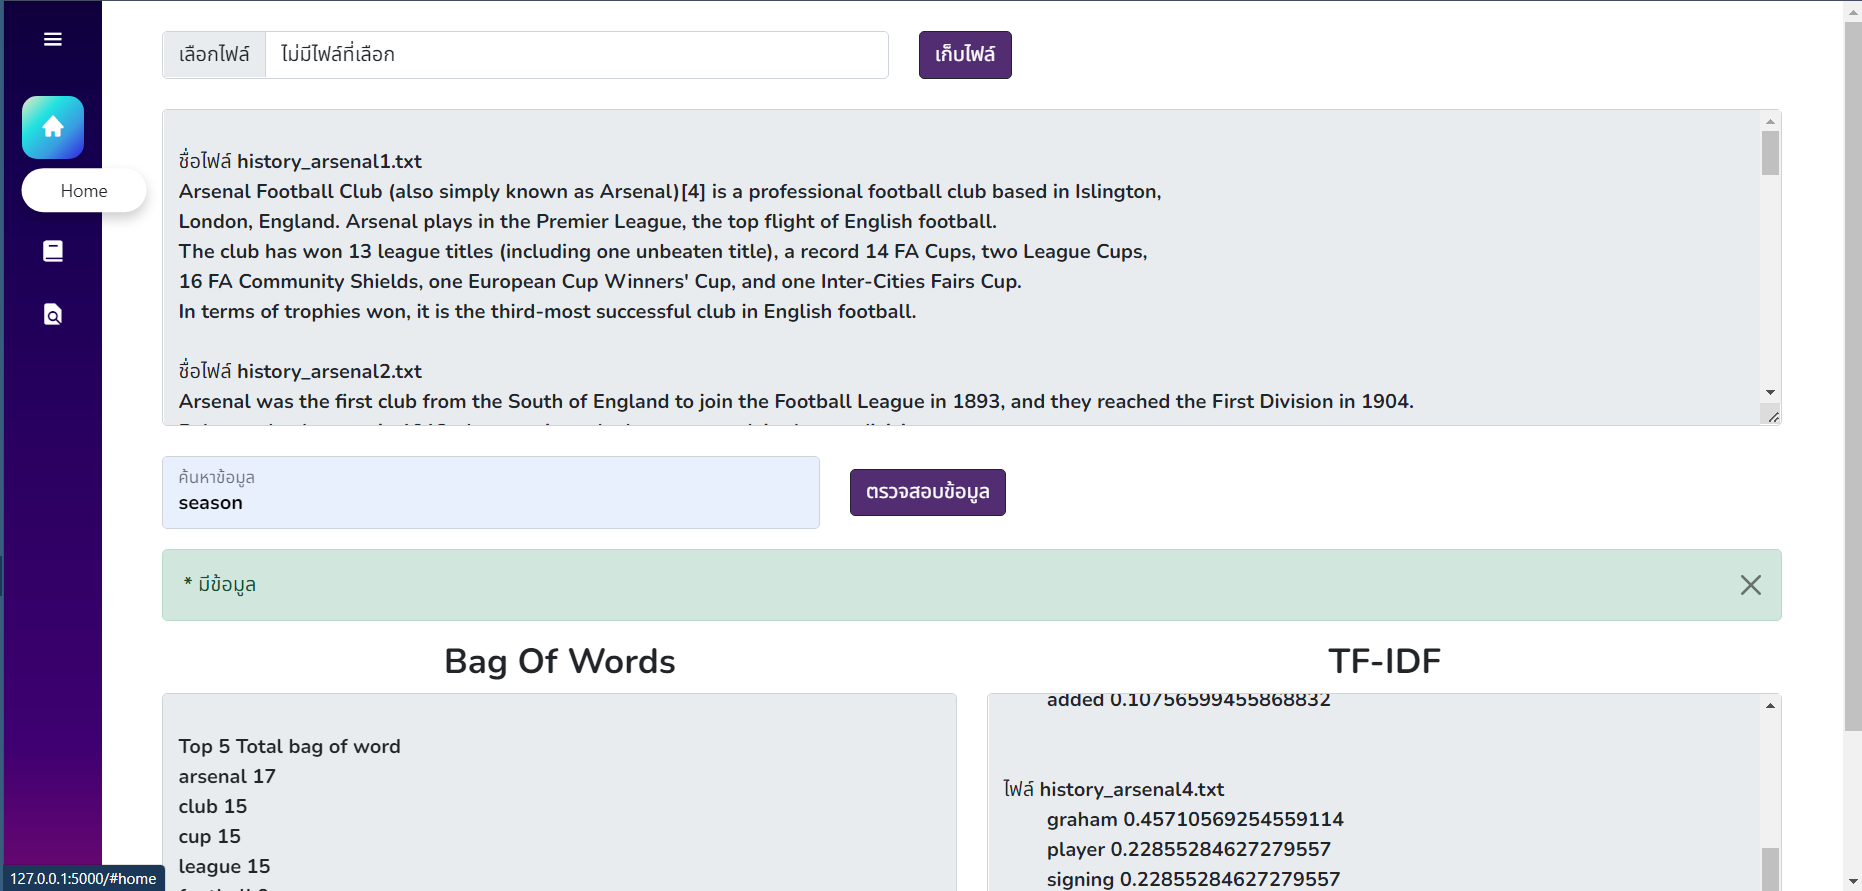 เลือกไฟล์ ไม่มีไฟล์ที่เลือก เก็บไฟล์
Home
ชื่อไฟล์ history_arsenal1.txt
Arsenal Football Club (also simply known as Arsenal)[4] is a professional football club based in Islington,
London, England. Arsenal plays in the Premier League, the top flight of English football.
The club has won 13 league titles (including one unbeaten title), a record 14 FA Cups, two League Cups,
16 FA Community Shields, one European Cup Winners' Cup, and one Inter-Cities Fairs Cup.
In terms of trophies won, it is the third-most successful club in English football.
ชื่อไฟล์ history_arsenal2.txt
Arsenal was the first club from the South of England to join the Football League in 1893, and they reached the First Division in 1904.
ค้นหาข้อมูล
season
ตรวจสอบข้อมูล
* มีข้อมูล
Bag Of Words
Top 5 Total bag of word
arsenal 17
club 15
cup 15
league 15
TF-IDF
added 0.10756599455868832
ไฟล์ history_arsenal4.txt
graham 0.45710569254559114
player 0.22855284627279557
signing 0.22855284627279557
127.0.0.1:5000/#home